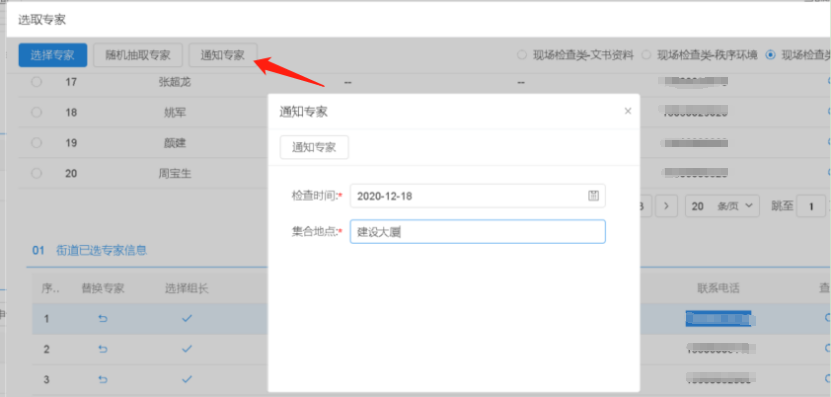 选取专家
选择专家 随机抽取专家 通知专家 现场检查类-文书资料 现场检查类-秩序环境 现场检查类
17 张超龙 -- --
18 姚军
19 颜建
20 周宝生
通知专家 ×
通知专家
检查时间:* 2020-12-18
集合地点:* 建设大厦
3 > 20 条/页 跳至 1
01 街道已选专家信息
序.. 替换专家 选择组长 联系电话 查
1
2
3